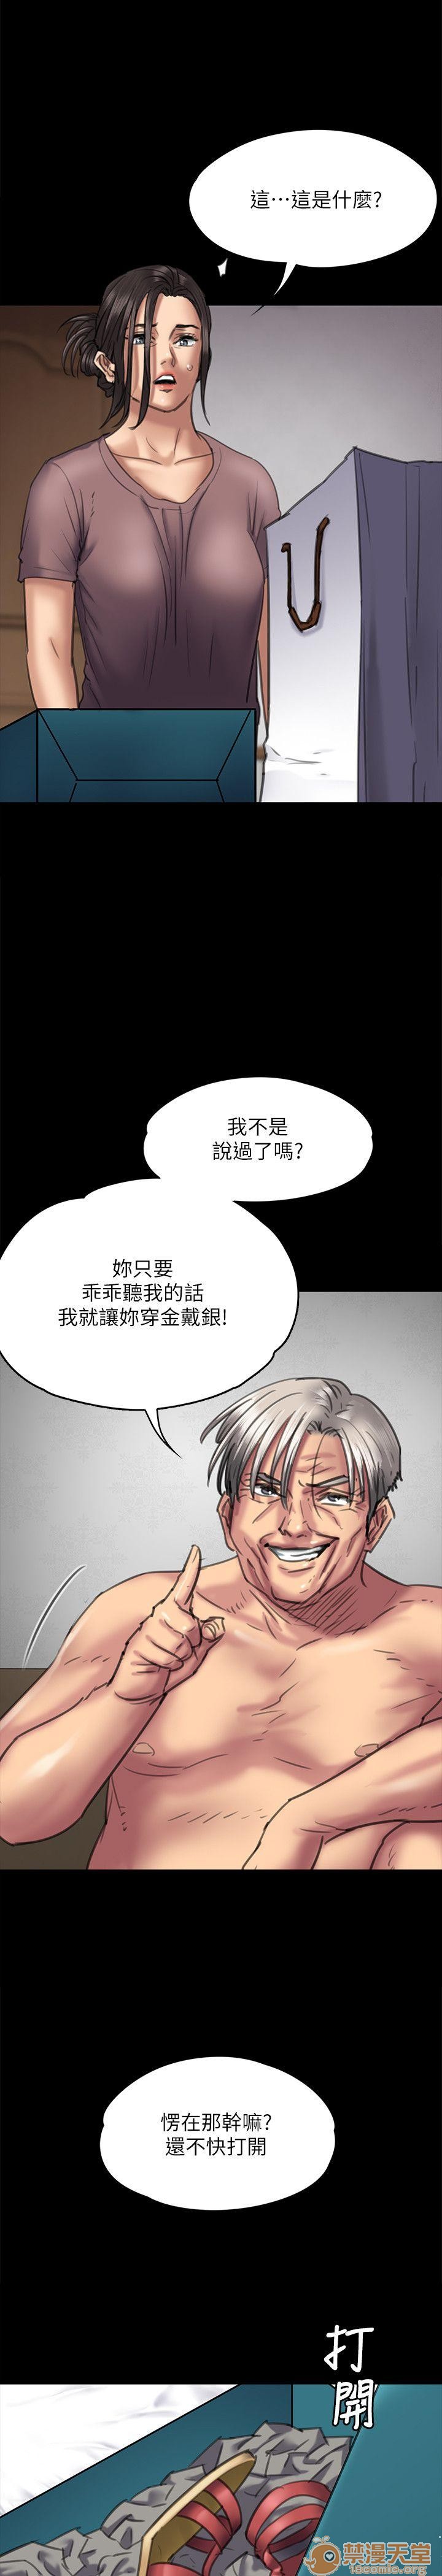 這…這是什麼?
我不是
說過了嗎?
妳只要
乖乖聽我的話
我就讓妳穿金戴銀!
愣在那幹嘛?
還不快打開
打開
禁漫天堂
18comic.org